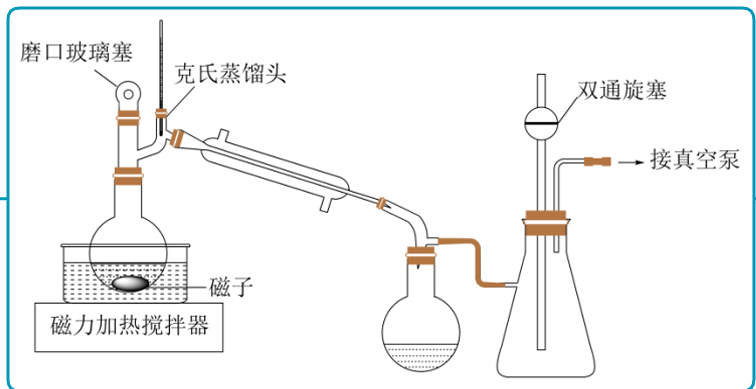 磨口玻璃塞
克氏蒸馏头
双通旋塞
接真空泵
磁子
磁力加热搅拌器